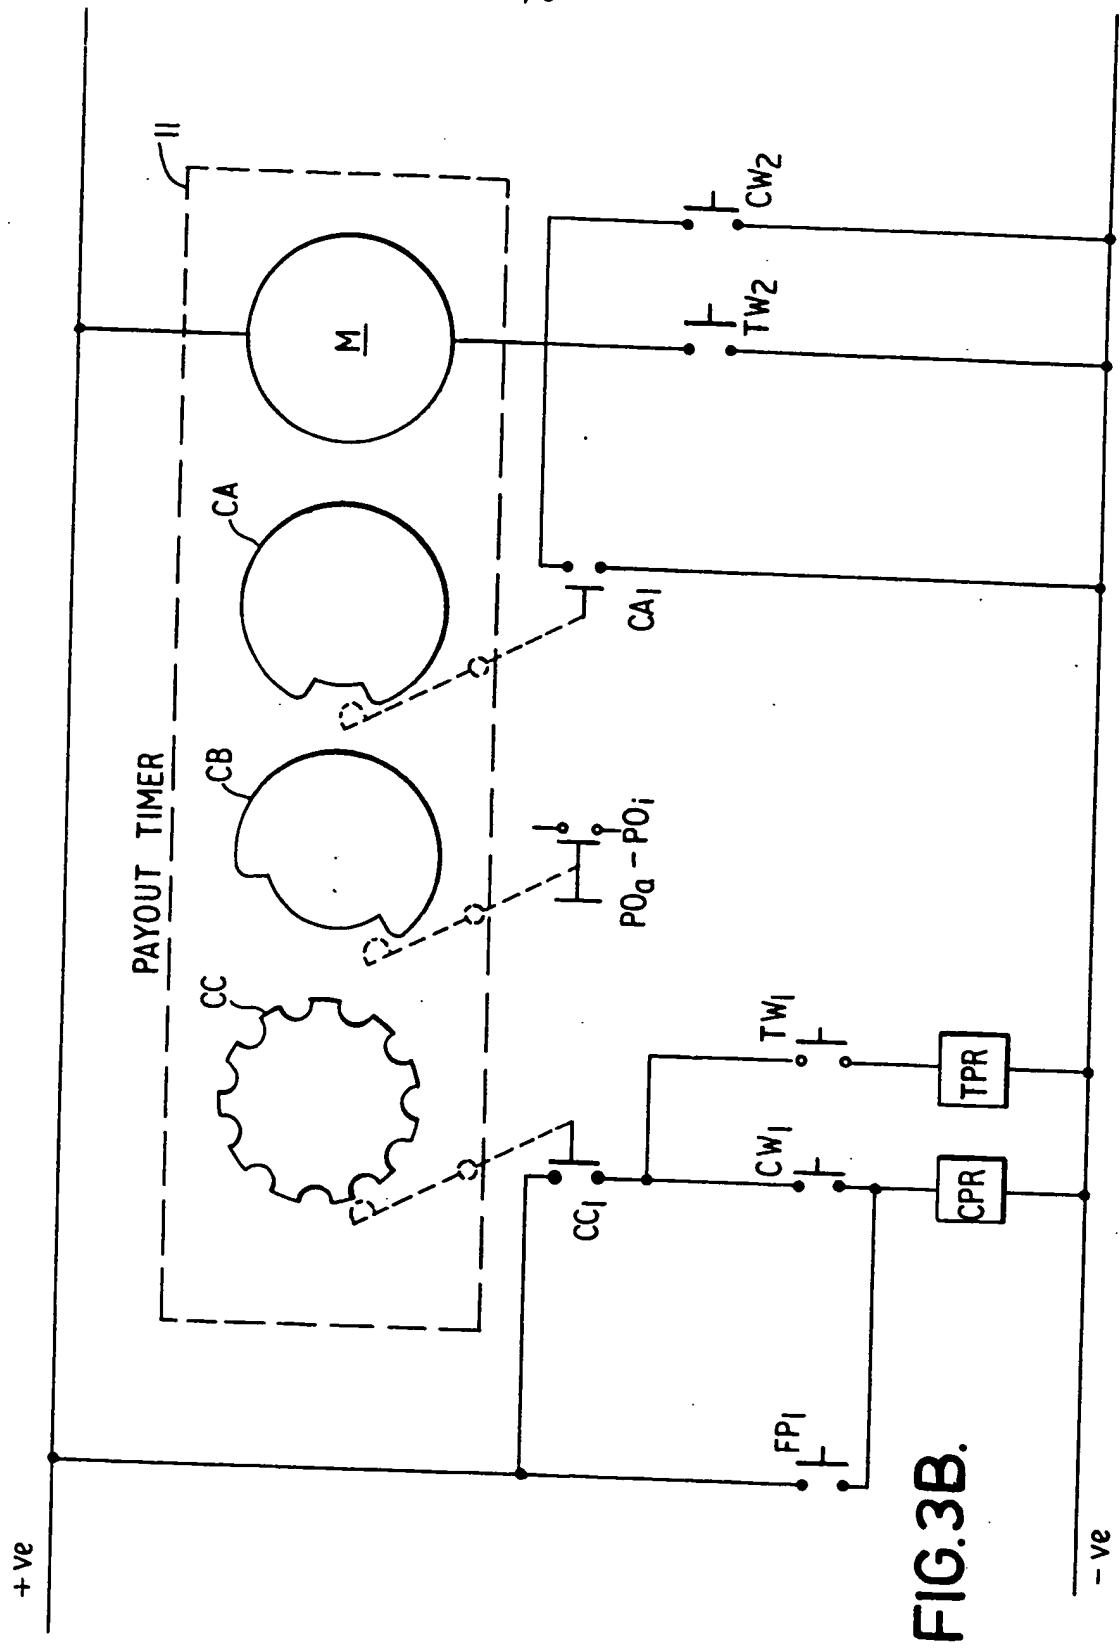 +ve
PAYOUT TIMER
11
CC
CB
CA
M
CC1
POa - POi
CA1
FP1
CW1
TW1
TW2
CW2
CPR
TPR
-ve
FIG.3B.